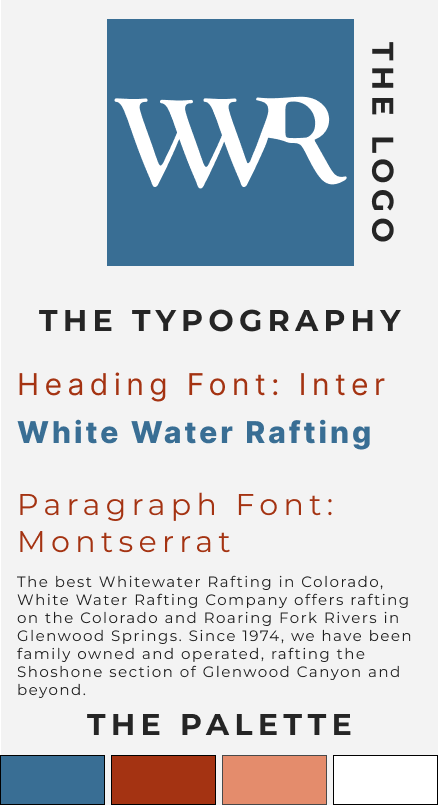 WWR
THE LOGO
THE TYPOGRAPHY
Heading Font: Inter
White Water Rafting
Paragraph Font:
Montserrat
The best Whitewater Rafting in Colorado,
White Water Rafting Company offers rafting
on the Colorado and Roaring Fork Rivers in
Glenwood Springs. Since 1974, we have been
family owned and operated, rafting the
Shoshone section of Glenwood Canyon and
beyond.
THE PALETTE